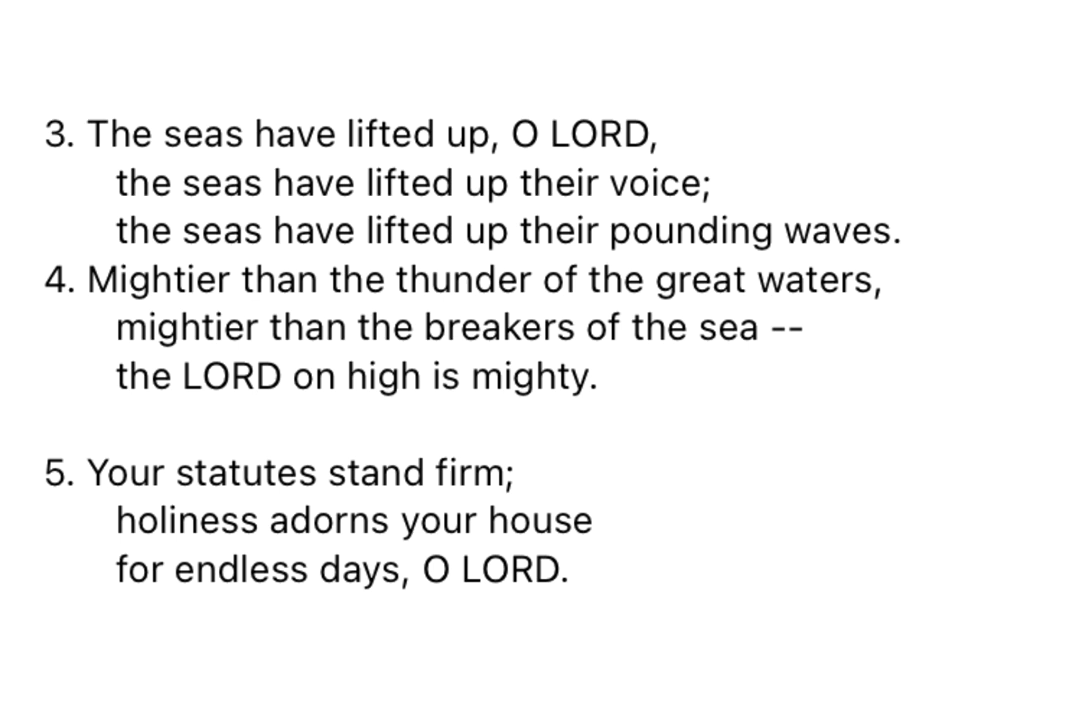 3. The seas have lifted up, O LORD,
the seas have lifted up their voice;
the seas have lifted up their pounding waves.
4. Mightier than the thunder of the great waters,
mightier than the breakers of the sea --
the LORD on high is mighty.
5. Your statutes stand firm;
holiness adorns your house
for endless days, O LORD.